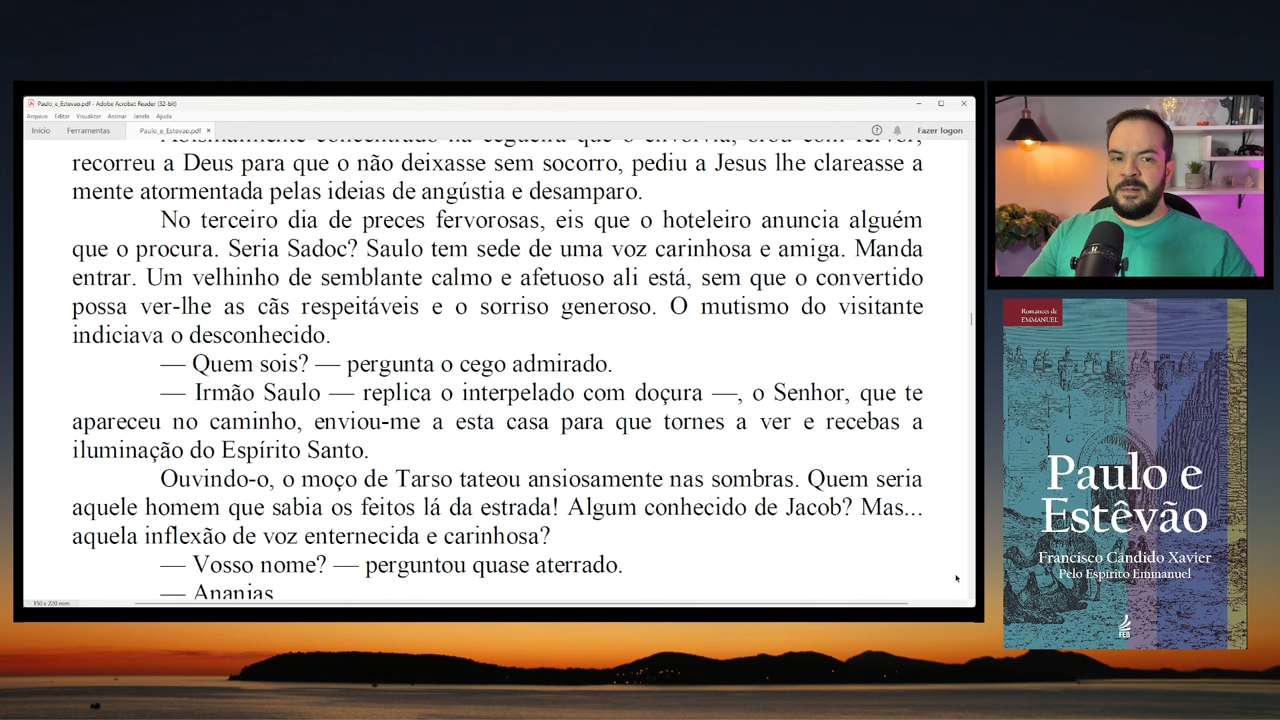 Paulo_e_Estevao.pdf - Adobe Acrobat Reader (32-bit)
Arquivo Editar Visualizar Assinar Janela Ajuda
Início Ferramentas Paulo_e_Estevao.pdf × Fazer logon
recorreu a Deus para que o não deixasse sem socorro, pediu a Jesus lhe clareasse a
mente atormentada pelas ideias de angústia e desamparo.
No terceiro dia de preces fervorosas, eis que o hoteleiro anuncia alguém
que o procura. Seria Sadoc? Saulo tem sede de uma voz carinhosa e amiga. Manda
entrar. Um velhinho de semblante calmo e afetuoso ali está, sem que o convertido
possa ver-lhe as cãs respeitáveis e o sorriso generoso. O mutismo do visitante
indiciava o desconhecido.
— Quem sois? — pergunta o cego admirado.
— Irmão Saulo — replica o interpelado com doçura —, o Senhor, que te
apareceu no caminho, enviou-me a esta casa para que tornes a ver e recebas a
iluminação do Espírito Santo.
Ouvindo-o, o moço de Tarso tateou ansiosamente nas sombras. Quem seria
aquele homem que sabia os feitos lá da estrada! Algum conhecido de Jacob? Mas...
aquela inflexão de voz enternecida e carinhosa?
— Vosso nome? — perguntou quase aterrado.
— Ananias
150 x 220 mm
Romances de
EMMANUEL
Paulo e
Estêvão
Francisco Cândido Xavier
Pelo Espírito Emmanuel
FEB